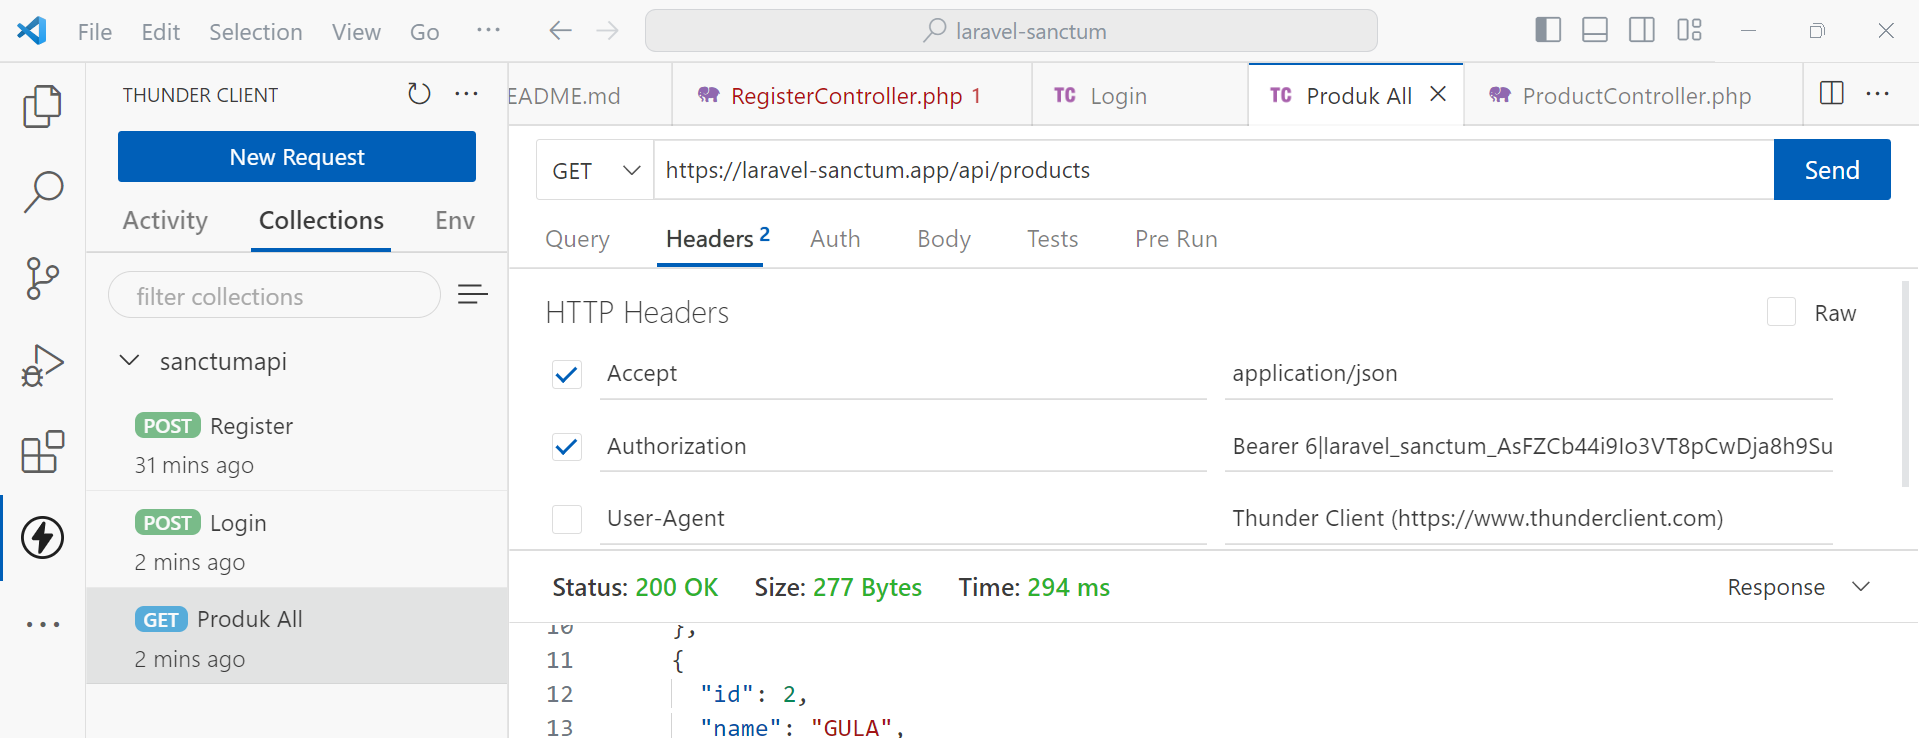 File Edit Selection View Go ...
laravel-sanctum
THUNDER CLIENT ...
New Request
Activity Collections Env
filter collections
sanctumapi
POST Register
31 mins ago
POST Login
2 mins ago
GET Produk All
2 mins ago
EADME.md RegisterController.php 1 TC Login TC Produk All ProductController.php ...
GET https://laravel-sanctum.app/api/products Send
Query Headers 2 Auth Body Tests Pre Run
HTTP Headers Raw
Accept application/json
Authorization Bearer 6|laravel_sanctum_AsFZCb44i9Io3VT8pCwDja8h9Su
User-Agent Thunder Client (https://www.thunderclient.com)
Status: 200 OK Size: 277 Bytes Time: 294 ms Response
10 },
11 {
12 "id": 2,
13 "name": "GULA",